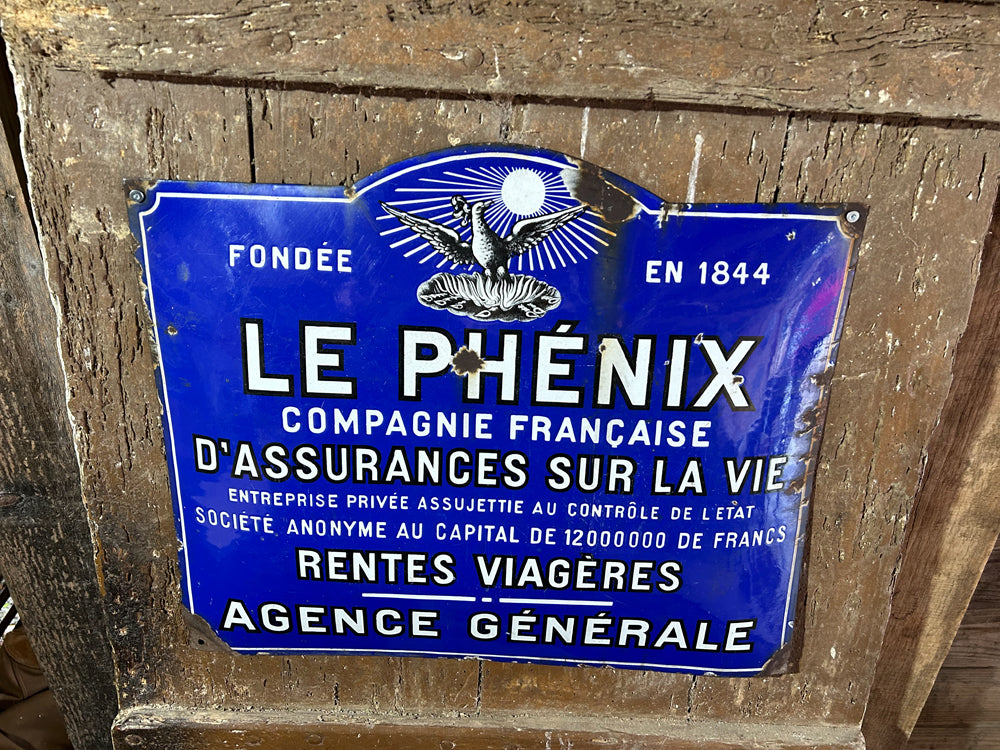 FONDÉE EN 1844
LE PHÉNIX
COMPAGNIE FRANÇAISE
D'ASSURANCES SUR LA VIE
ENTREPRISE PRIVÉE ASSUJETTIE AU CONTRÔLE DE L'ETAT
SOCIÉTÉ ANONYME AU CAPITAL DE 12000000 DE FRANCS
RENTES VIAGÈRES
AGENCE GÉNÉRALE